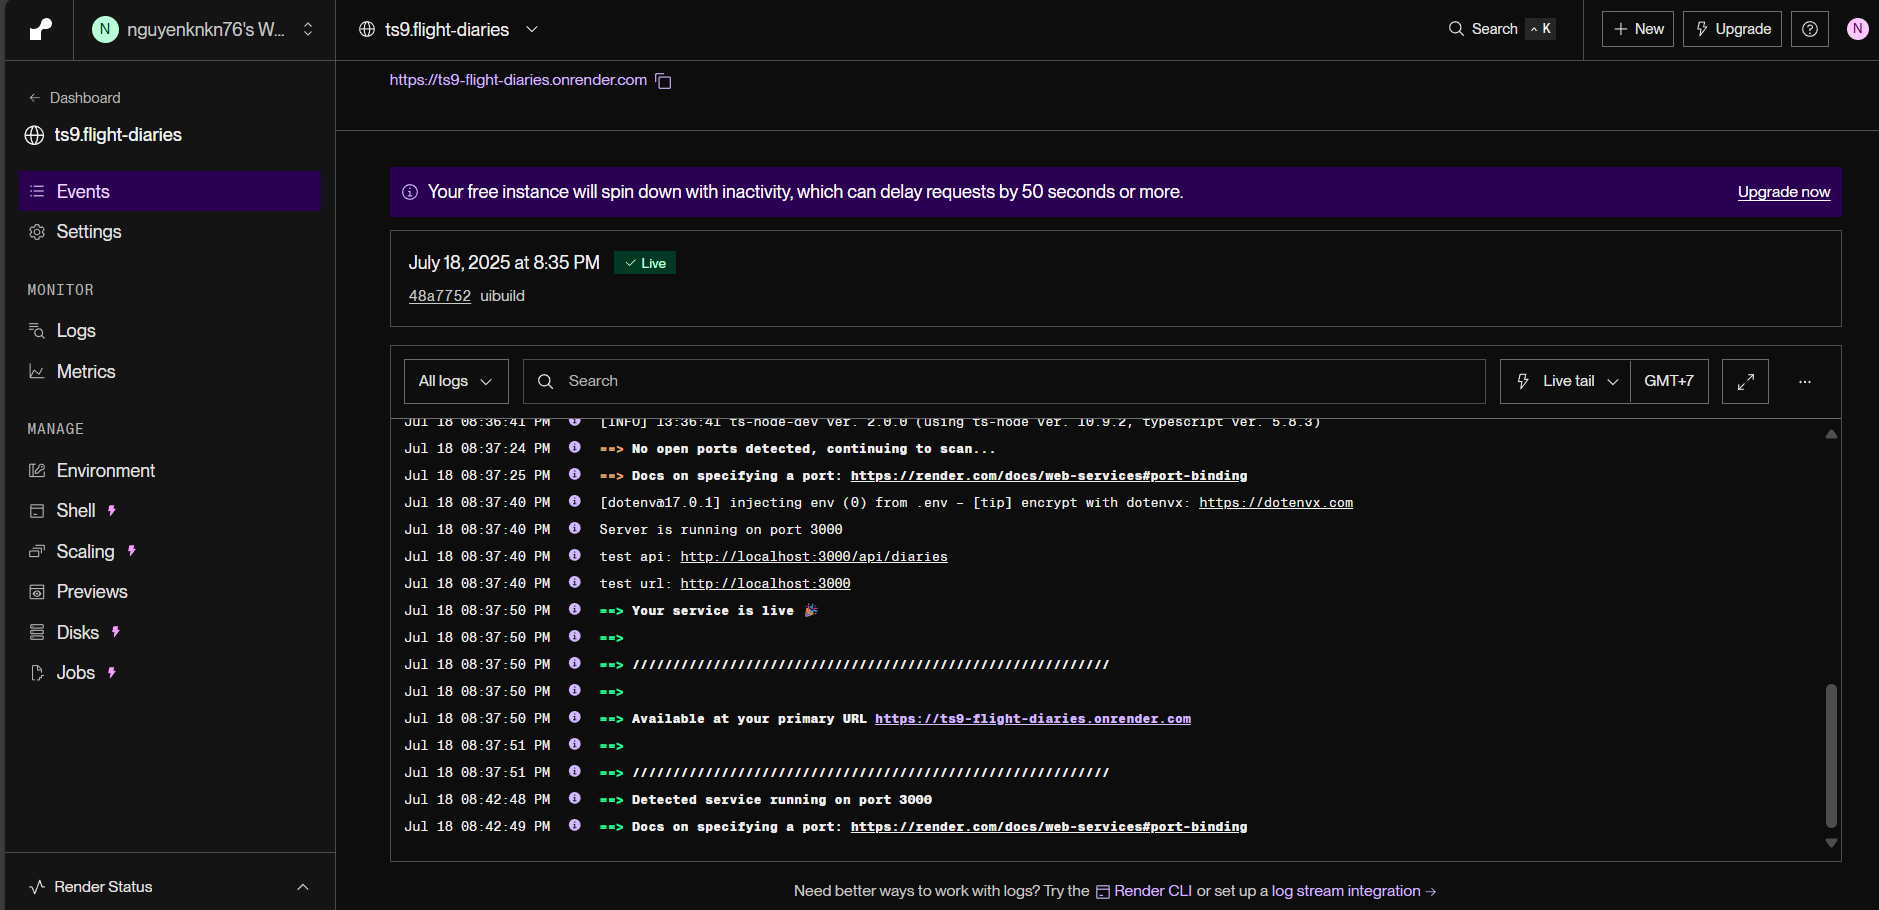 N nguyenknkn76's W...
ts9.flight-diaries
Search ^ K
+ New
Upgrade
N
← Dashboard
ts9.flight-diaries
Events
Settings
MONITOR
Logs
Metrics
MANAGE
Environment
Shell
Scaling
Previews
Disks
Jobs
Render Status
https://ts9-flight-diaries.onrender.com
Your free instance will spin down with inactivity, which can delay requests by 50 seconds or more.
Upgrade now
July 18, 2025 at 8:35 PM ✓ Live
48a7752 uibuild
All logs
Search
Live tail
GMT+7
...
Jul 18 08:36:41 PM [INFO] 13:36:41 ts-node-dev ver. 2.0.0 (using ts-node ver. 10.9.2, typescript ver. 5.8.3)
Jul 18 08:37:24 PM ==> No open ports detected, continuing to scan...
Jul 18 08:37:25 PM ==> Docs on specifying a port: https://render.com/docs/web-services#port-binding
Jul 18 08:37:40 PM [dotenv@17.0.1] injecting env (0) from .env – [tip] encrypt with dotenvx: https://dotenvx.com
Jul 18 08:37:40 PM Server is running on port 3000
Jul 18 08:37:40 PM test api: http://localhost:3000/api/diaries
Jul 18 08:37:40 PM test url: http://localhost:3000
Jul 18 08:37:50 PM ==> Your service is live 🎉
Jul 18 08:37:50 PM ==>
Jul 18 08:37:50 PM ==> ///////////////////////////////////////////////////////////
Jul 18 08:37:50 PM ==>
Jul 18 08:37:50 PM ==> Available at your primary URL https://ts9-flight-diaries.onrender.com
Jul 18 08:37:51 PM ==>
Jul 18 08:37:51 PM ==> ///////////////////////////////////////////////////////////
Jul 18 08:42:48 PM ==> Detected service running on port 3000
Jul 18 08:42:49 PM ==> Docs on specifying a port: https://render.com/docs/web-services#port-binding
Need better ways to work with logs? Try the Render CLI or set up a log stream integration →